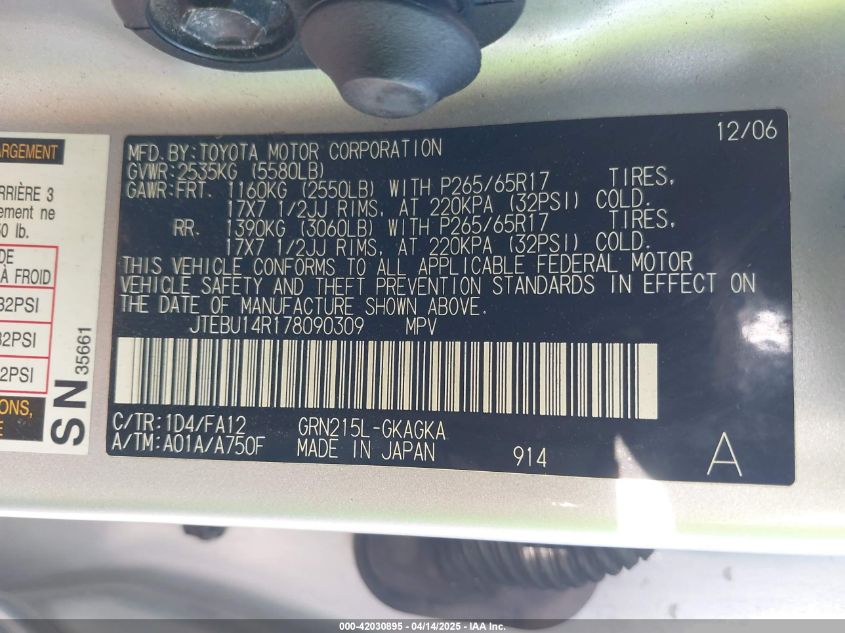 12/06
MFD.BY:TOYOTA MOTOR CORPORATION
GVWR:2535KG (5580LB)
GAWR:FRT. 1160KG (2550LB) WITH P265/65R17 TIRES,
17X7 1/2JJ RIMS, AT 220KPA (32PSI) COLD.
RR. 1390KG (3060LB) WITH P265/65R17 TIRES,
17X7 1/2JJ RIMS, AT 220KPA (32PSI) COLD.
THIS VEHICLE CONFORMS TO ALL APPLICABLE FEDERAL MOTOR
VEHICLE SAFETY AND THEFT PREVENTION STANDARDS IN EFFECT ON
THE DATE OF MANUFACTURE SHOWN ABOVE.
JTEBU14R178090309 MPV
C/TR:1D4/FA12 GRN215L-GKAGKA
A/TM:A01A/A750F MADE IN JAPAN 914 A
ARGEMENT
RRIÈRE 3
ement ne
0 lb.
DE
À FROID
32PSI
32PSI
2PSI
ONS,
E
SN 35661
000-42030895 - 04/14/2025 - IAA Inc.